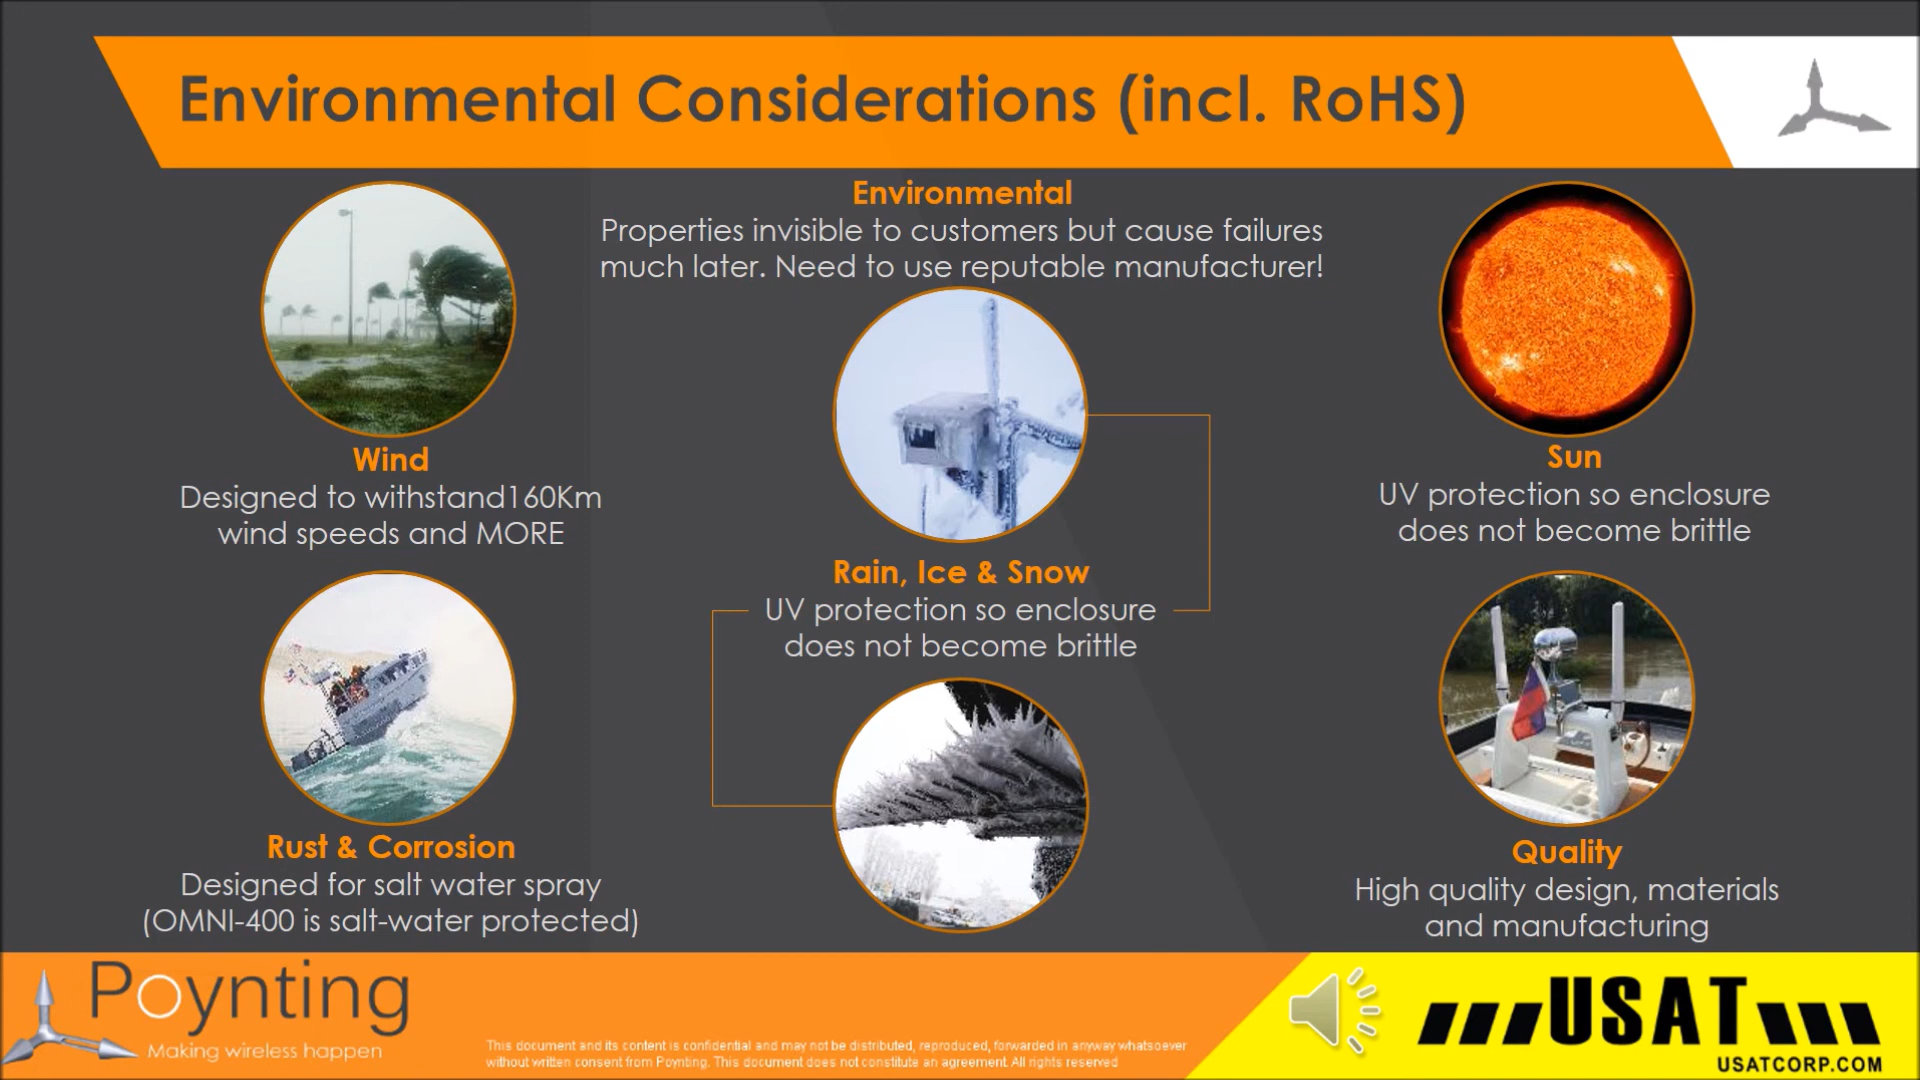 Environmental Considerations (incl. RoHS)
Environmental
Properties invisible to customers but cause failures
much later. Need to use reputable manufacturer!
Wind
Designed to withstand160Km
wind speeds and MORE
Rain, Ice & Snow
UV protection so enclosure
does not become brittle
Sun
UV protection so enclosure
does not become brittle
Rust & Corrosion
Designed for salt water spray
(OMNI-400 is salt-water protected)
Quality
High quality design, materials
and manufacturing
Poynting
Making wireless happen
This document and its content is confidential and may not be distributed, reproduced, forwarded in anyway whatsoever
without written consent from Poynting. This document does not constitute an agreement. All rights reserved
USAT
USATCORP.COM